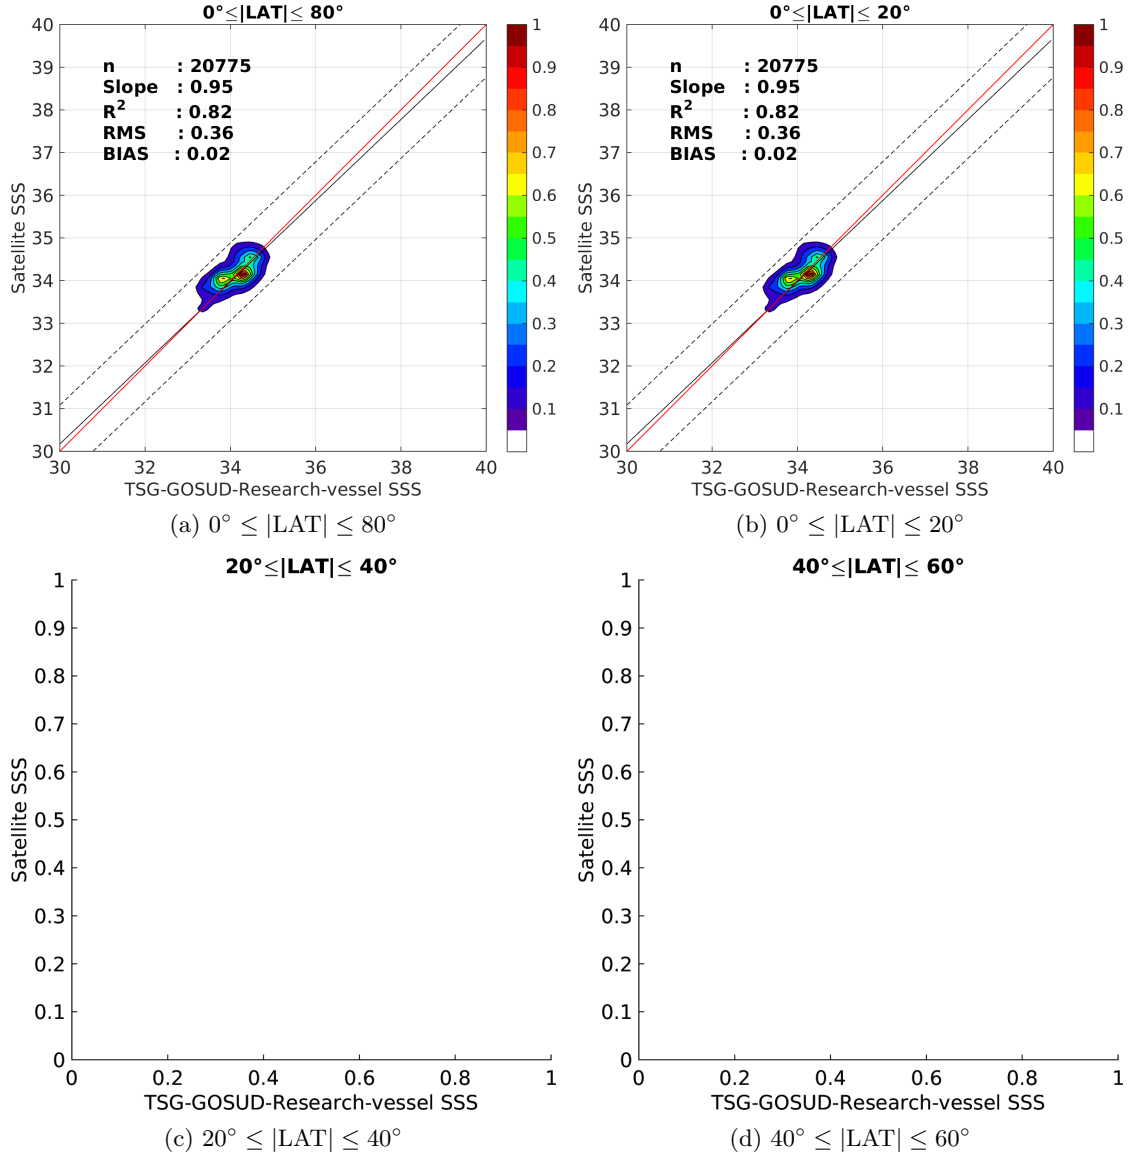 0°≤|LAT|≤ 80°
40
39
38
37
36
35
34
33
32
31
30
n : 20775
Slope : 0.95
R² : 0.82
RMS : 0.36
BIAS : 0.02
Satellite SSS
30 32 34 36 38 40
TSG-GOSUD-Research-vessel SSS
1
0.9
0.8
0.7
0.6
0.5
0.4
0.3
0.2
0.1
(a) 0° ≤ |LAT| ≤ 80°
0°≤|LAT|≤ 20°
40
39
38
37
36
35
34
33
32
31
30
n : 20775
Slope : 0.95
R² : 0.82
RMS : 0.36
BIAS : 0.02
Satellite SSS
30 32 34 36 38 40
TSG-GOSUD-Research-vessel SSS
1
0.9
0.8
0.7
0.6
0.5
0.4
0.3
0.2
0.1
(b) 0° ≤ |LAT| ≤ 20°
20°≤|LAT|≤ 40°
1
0.9
0.8
0.7
0.6
0.5
0.4
0.3
0.2
0.1
0
Satellite SSS
0 0.2 0.4 0.6 0.8 1
TSG-GOSUD-Research-vessel SSS
(c) 20° ≤ |LAT| ≤ 40°
40°≤|LAT|≤ 60°
1
0.9
0.8
0.7
0.6
0.5
0.4
0.3
0.2
0.1
0
Satellite SSS
0 0.2 0.4 0.6 0.8 1
TSG-GOSUD-Research-vessel SSS
(d) 40° ≤ |LAT| ≤ 60°